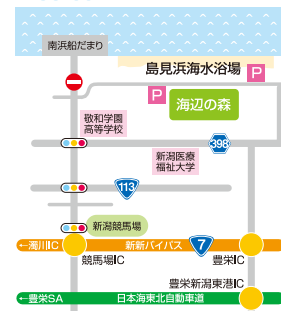 南浜船だまり
島見浜海水浴場
P
P
海辺の森
敬和学園
高等学校
398
新潟医療
福祉大学
113
新潟競馬場
←濁川IC
新新バイパス
7
競馬場IC
豊栄IC
豊栄新潟東港IC
←豊栄SA
日本海東北自動車道